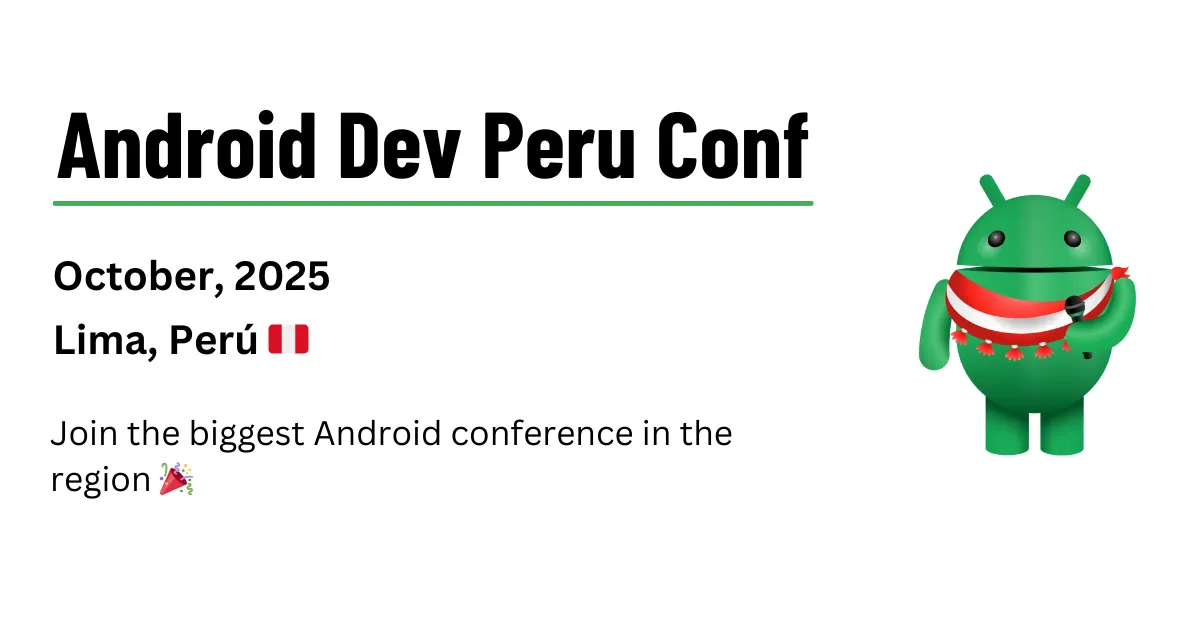 Android Dev Peru Conf
October, 2025
Lima, Perú 🇵🇪
Join the biggest Android conference in the
region 🎉